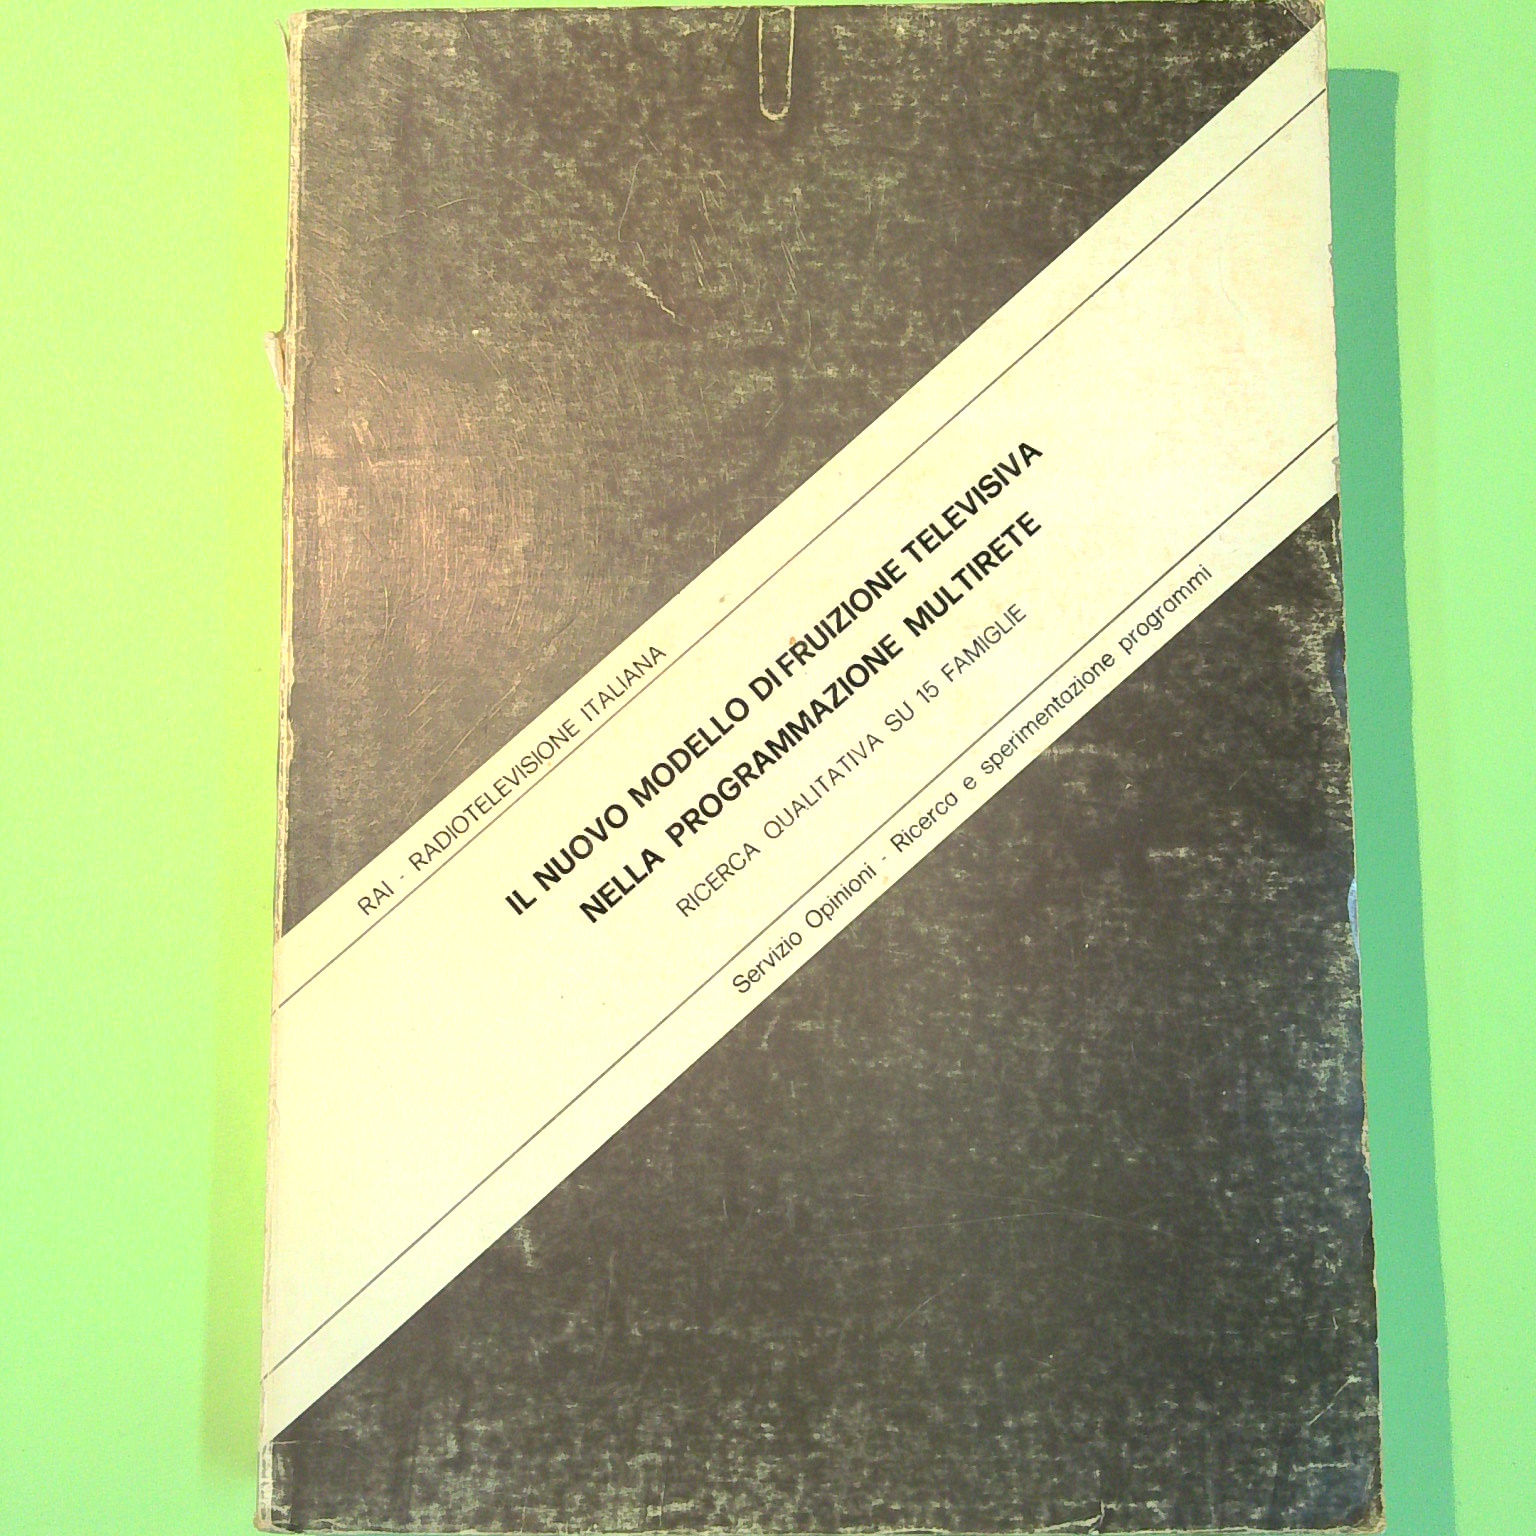 RAI - RADIOTELEVISIONE ITALIANA
IL NUOVO MODELLO DI FRUIZIONE TELEVISIVA
NELLA PROGRAMMAZIONE MULTIRETE
RICERCA QUALITATIVA SU 15 FAMIGLIE
Servizio Opinioni - Ricerca e sperimentazione programmi